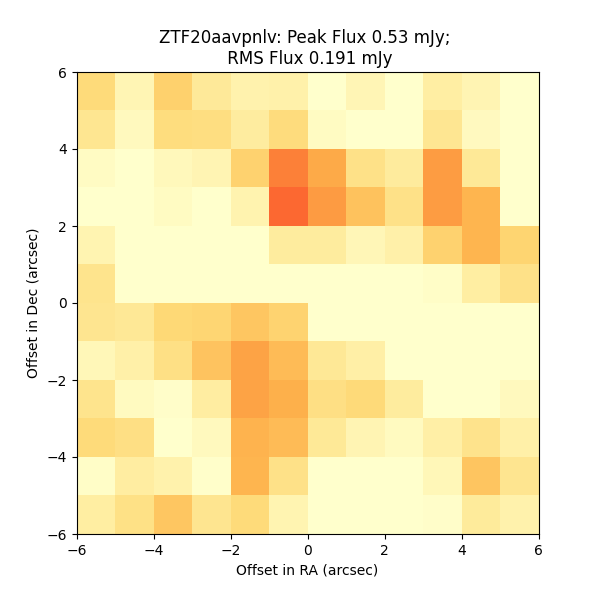 ZTF20aavpnlv: Peak Flux 0.53 mJy;
RMS Flux 0.191 mJy
6
4
2
0
−2
−4
−6
Offset in Dec (arcsec)
−6 −4 −2 0 2 4 6
Offset in RA (arcsec)